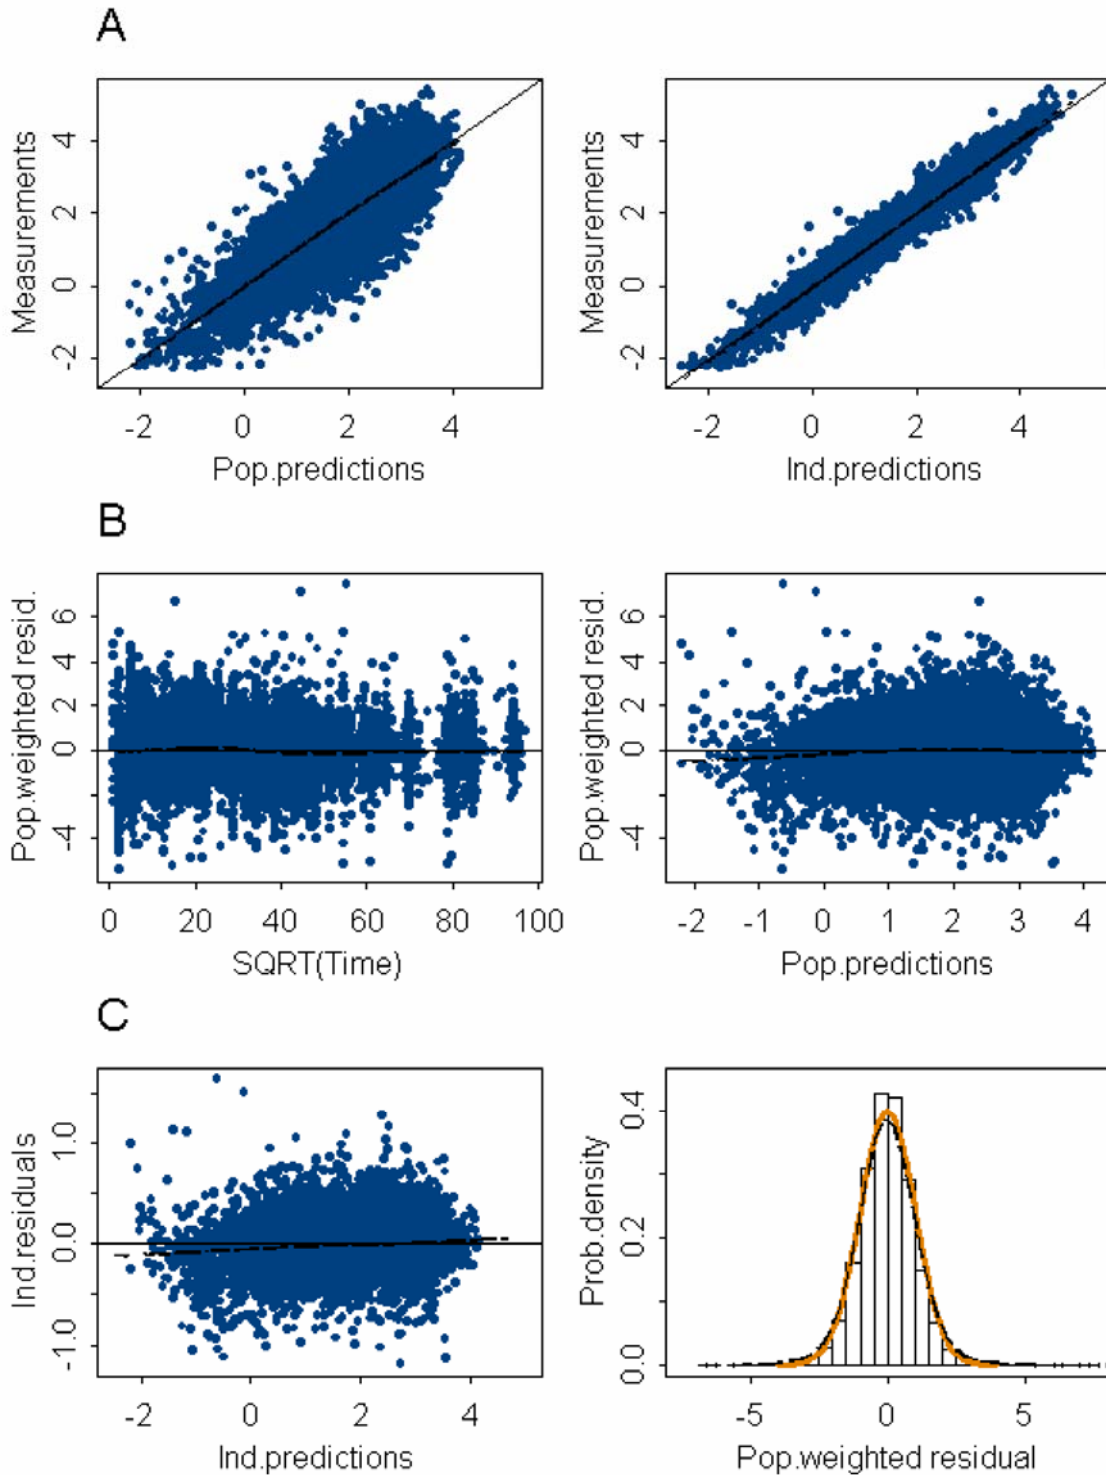 A
Measurements
4
2
0
-2
-2 0 2 4
Pop.predictions
Measurements
4
2
0
-2
-2 0 2 4
Ind.predictions
B
Pop.weighted resid.
6
4
2
0
-4
0 20 40 60 80 100
SQRT(Time)
Pop.weighted resid.
6
4
2
0
-4
-2 -1 0 1 2 3 4
Pop.predictions
C
Ind.residuals
1.0
0.0
-1.0
-2 0 2 4
Ind.predictions
Prob.density
0.4
0.2
0.0
-5 0 5
Pop.weighted residual